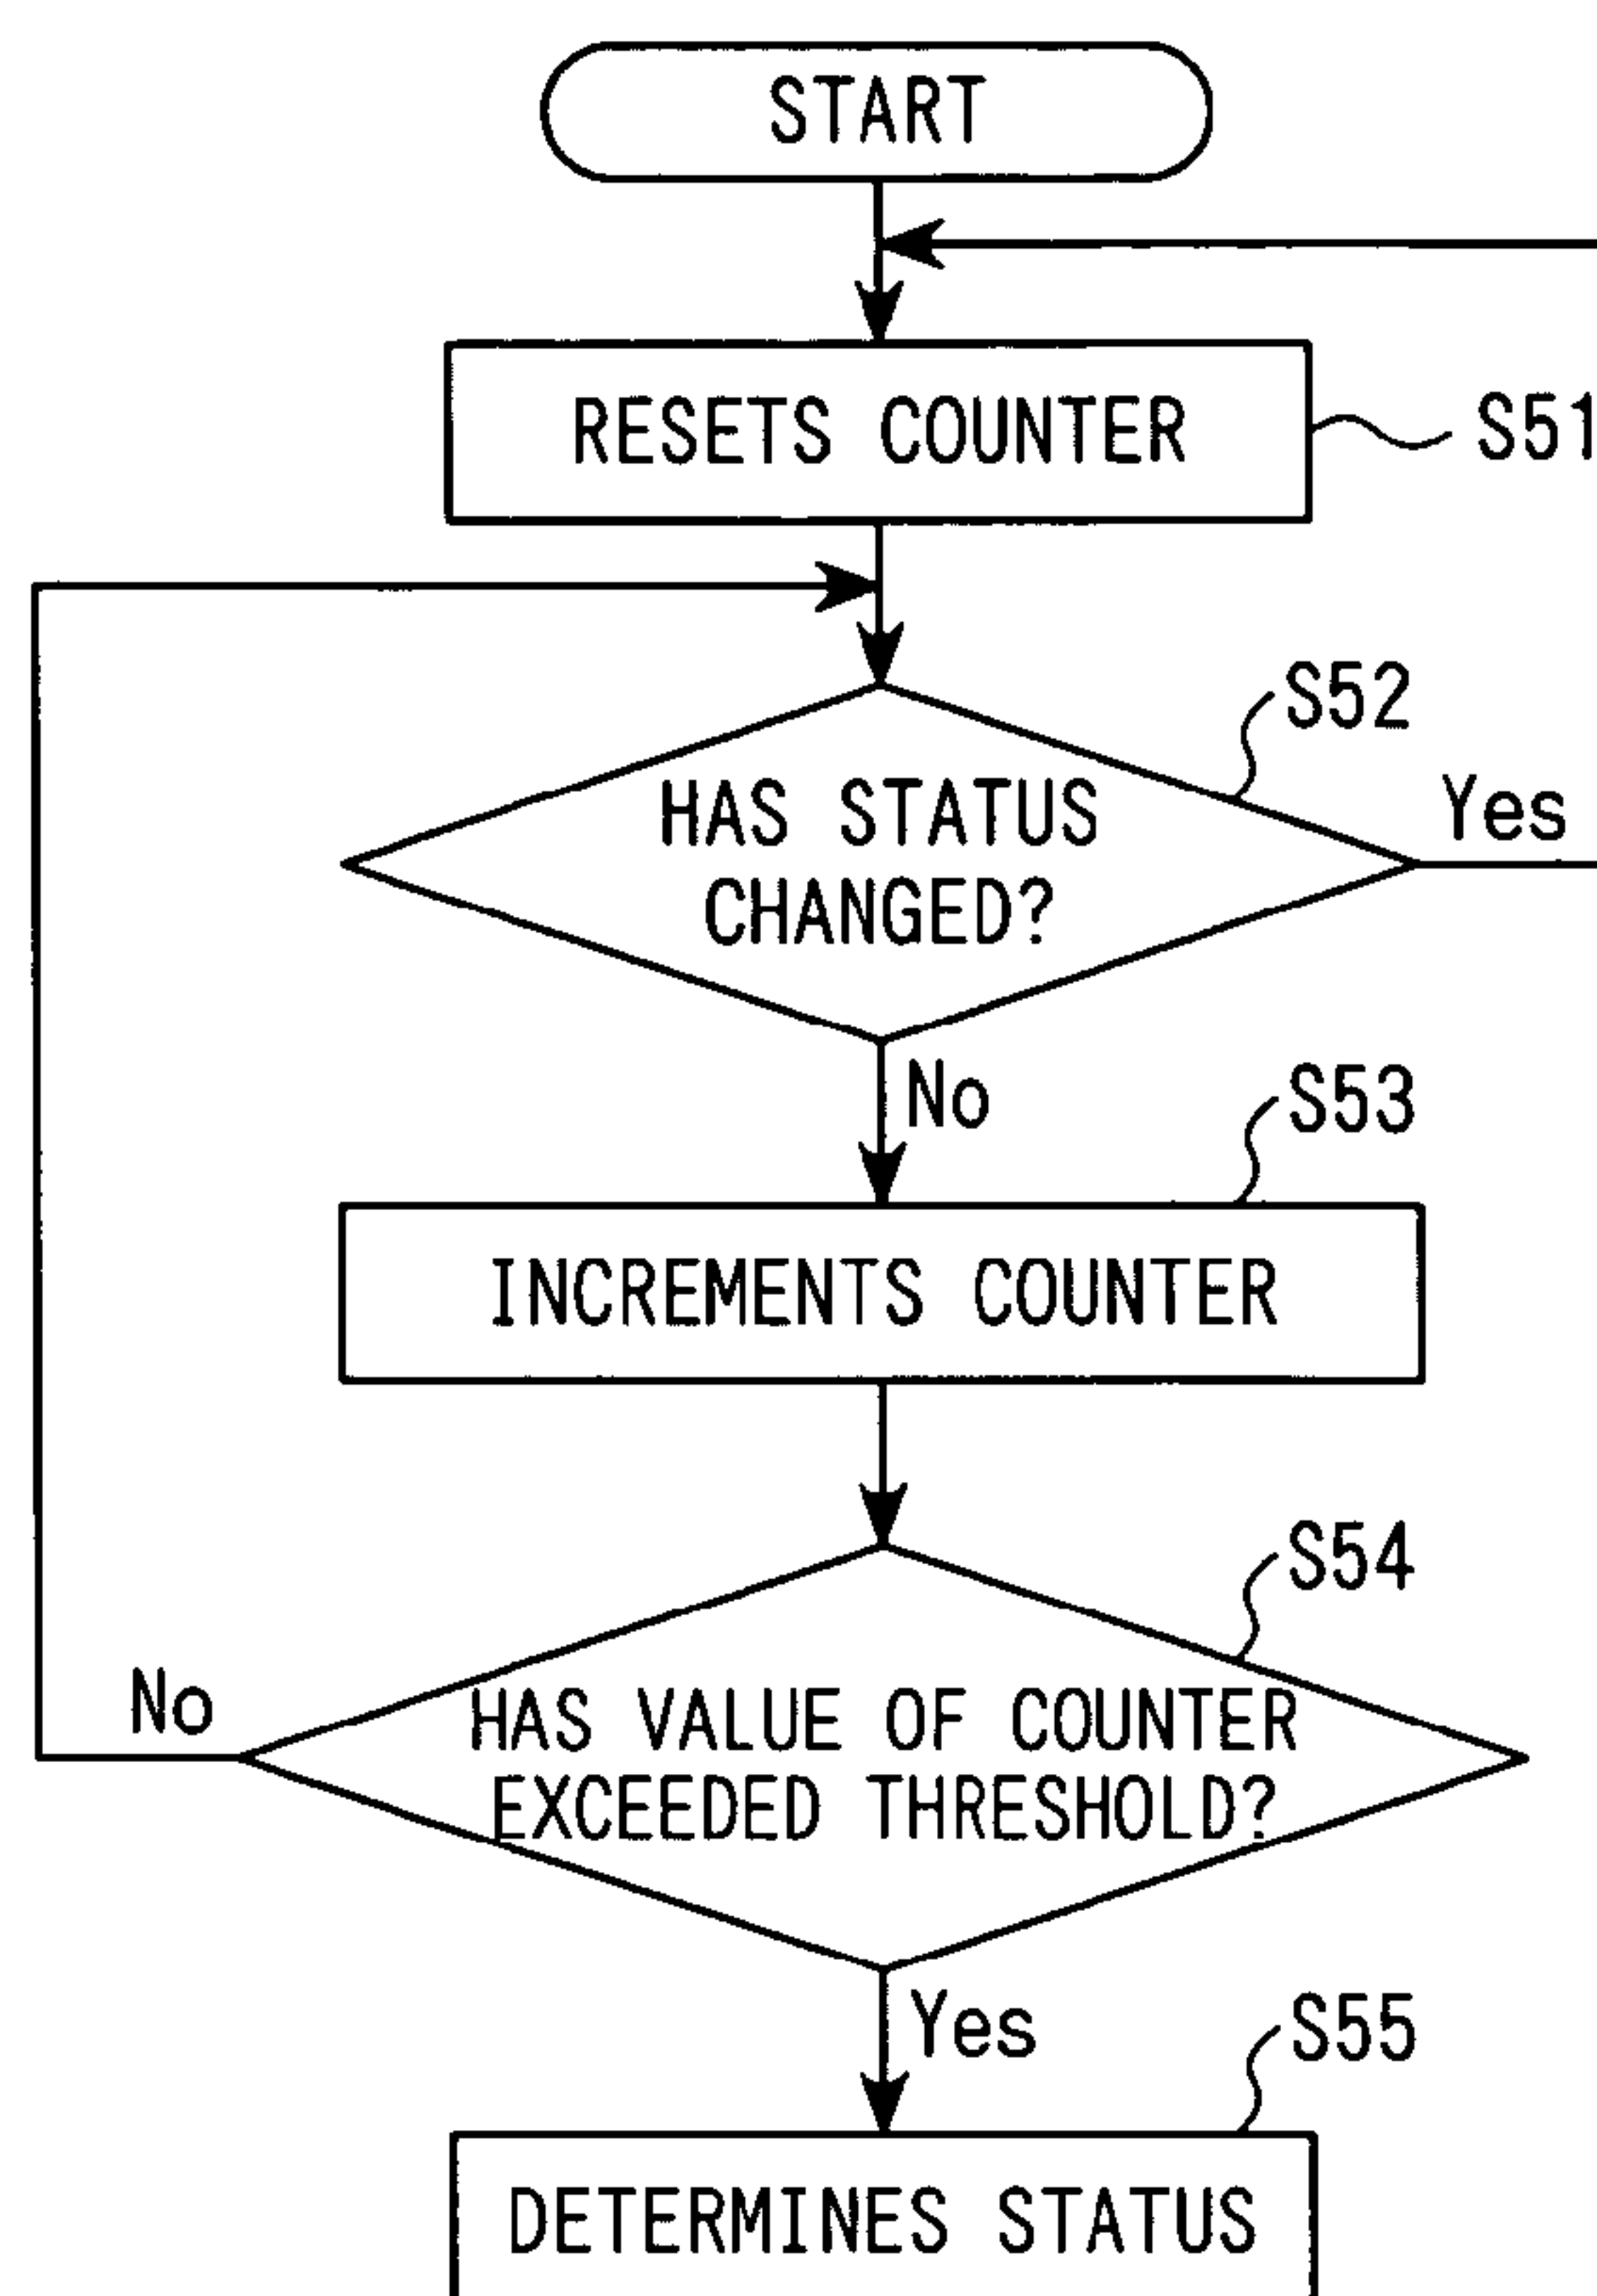 START
RESETS COUNTER
S51
S52
HAS STATUS
CHANGED?
Yes
No
S53
INCREMENTS COUNTER
S54
No
HAS VALUE OF COUNTER
EXCEEDED THRESHOLD?
Yes
S55
DETERMINES STATUS